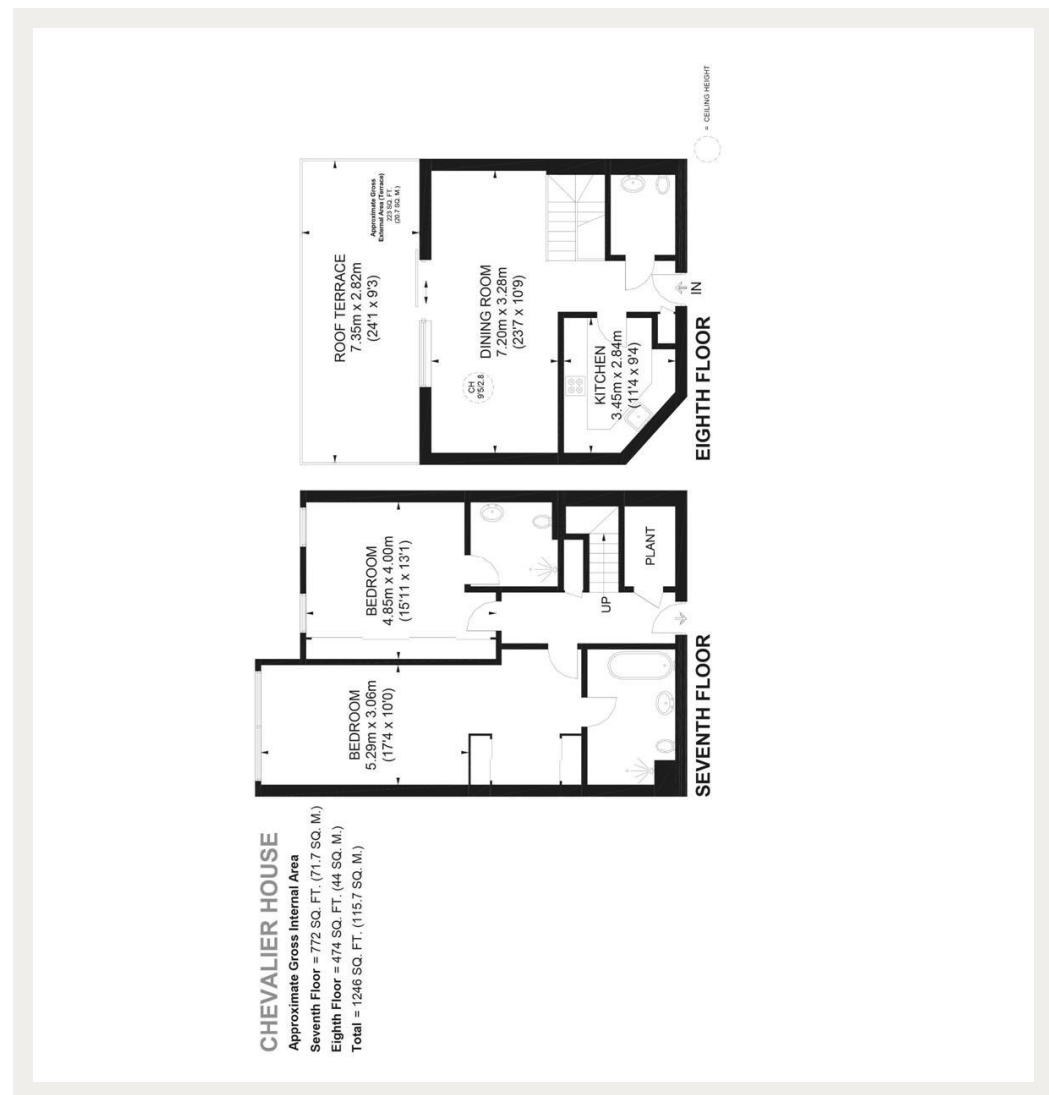 CHEVALIER HOUSE
Approximate Gross Internal Area
Seventh Floor = 772 SQ. FT. (71.7 SQ. M.)
Eighth Floor = 474 SQ. FT. (44 SQ. M.)
Total = 1246 SQ. FT. (115.7 SQ. M.)
BEDROOM
5.29m x 3.06m
(17'4 x 10'0)
BEDROOM
4.85m x 4.00m
(15'11 x 13'1)
UP
PLANT
SEVENTH FLOOR
ROOF TERRACE
7.35m x 2.82m
(24'1 x 9'3)
Approximate Gross
External Area (Terrace)
223 SQ. FT.
(20.7 SQ. M.)
CH
9'5/2.8
DINING ROOM
7.20m x 3.28m
(23'7 x 10'9)
KITCHEN
3.45m x 2.84m
(11'4 x 9'4)
IN
EIGHTH FLOOR
= CEILING HEIGHT